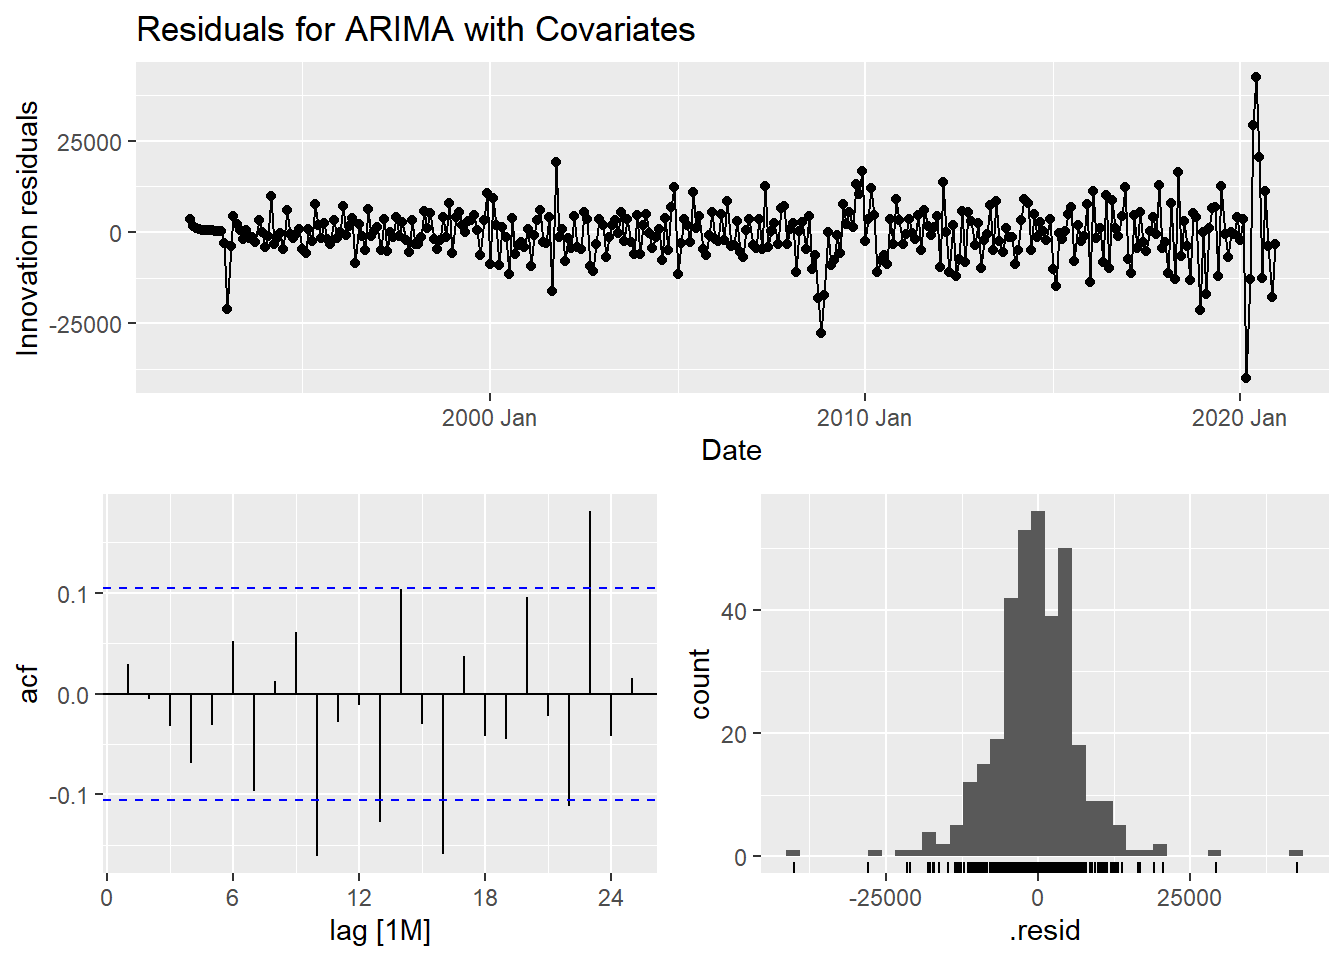 Residuals for ARIMA with Covariates
Innovation residuals
25000
0
-25000
2000 Jan
2010 Jan
2020 Jan
Date
acf
0.1
0.0
-0.1
0
6
12
18
24
lag [1M]
count
40
20
0
-25000
0
25000
.resid